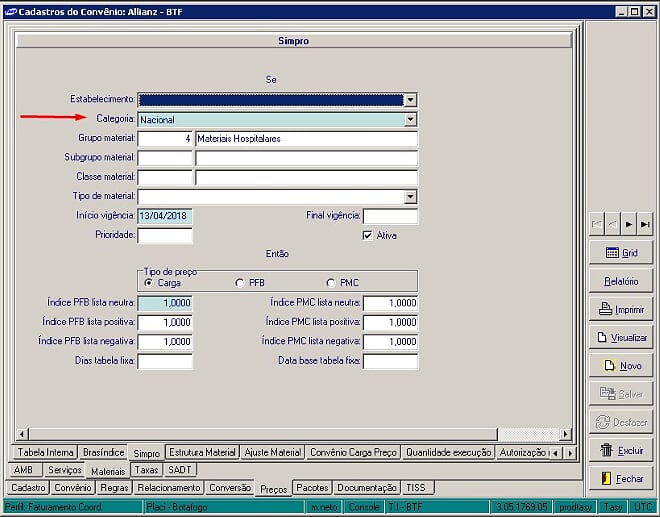 Cadastros do Convênio: Allianz - BTF
Simpro
Se
Estabelecimento:
Categoria: Nacional
Grupo material: 4 Materiais Hospitalares
Subgrupo material:
Classe material:
Tipo de material:
Início vigência: 13/04/2018 Final vigência:
Prioridade: Ativa
Então
Tipo de preço
Carga PFB PMC
Índice PFB lista neutra: 1,0000 Índice PMC lista neutra: 1,0000
Índice PFB lista positiva: 1,0000 Índice PMC lista positiva: 1,0000
Índice PFB lista negativa: 1,0000 Índice PMC lista negativa: 1,0000
Dias tabela fixa: Data base tabela fixa:
Grid
Relatório
Imprimir
Visualizar
Novo
Salvar
Desfazer
Excluir
Fechar
Tabela Interna Brasíndice Simpro Estrutura Material Ajuste Material Convênio Carga Preço Quantidade execução Autorização
AMB Serviços Materiais Taxas SADT
Cadastro Convênio Regras Relacionamento Conversão Preços Pacotes Documentação TISS
Perfil: Faturamento Coord. Placi - Botafogo m.neto Console T.I - BTF 3.05.1769.05 prodtasy Tasy UTC